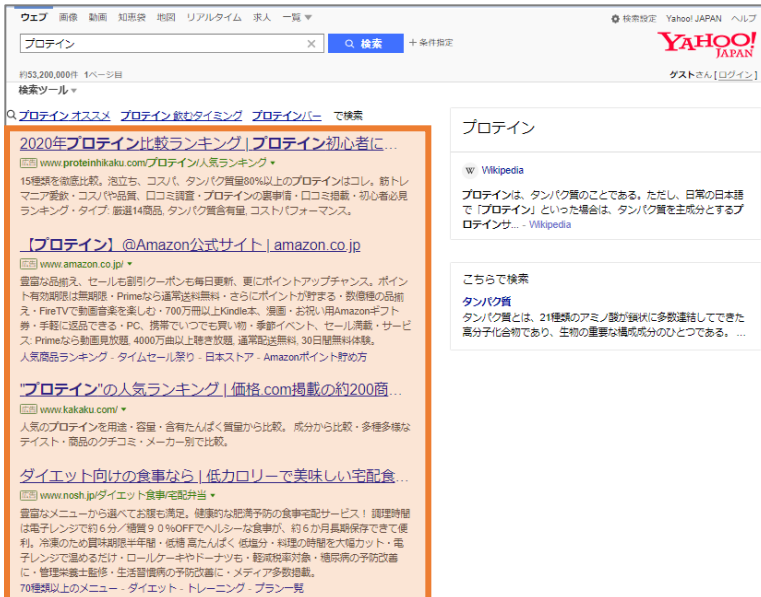 ウェブ 画像 動画 知恵袋 地図 リアルタイム 求人 一覧▼
検索設定 Yahoo! JAPAN ヘルプ
プロテイン × 検索 +条件指定
YAHOO!
JAPAN
約53,200,000件 1ページ目
ゲストさん [ログイン]
検索ツール▼
プロテイン オススメ プロテイン 飲むタイミング プロテインバー で検索
2020年プロテイン比較ランキング | プロテイン初心者に...
広告 www.proteinhikaku.com/プロテイン/人気ランキング▼
15種類を徹底比較。泡立ち、コスパ、タンパク質量80%以上のプロテインはコレ。筋トレ
マニア愛飲・コスパや品質、口コミ調査・プロテインの裏事情・口コミ掲載・初心者必見
ランキング・タイプ: 厳選14商品, タンパク質含有量, コストパフォーマンス。
【プロテイン】@Amazon公式サイト | amazon.co.jp
広告 www.amazon.co.jp/▼
豊富な品揃え、セールも割引クーポンも毎日更新、更にポイントアップチャンス。ポイン
ト有効期限は無期限・Primeなら通常送料無料・さらにポイントが貯まる・数億種の品揃
え・FireTVで動画音楽を楽しむ・700万冊以上Kindle本、漫画・お祝い用Amazonギフト
券・手軽に返品できる・PC、携帯でいつでも買い物・季節イベント、セール満載・サービ
ス: Primeなら動画見放題, 4000万曲以上聴き放題, 通常配送無料, 30日間無料体験。
人気商品ランキング - タイムセール祭り - 日本ストア - Amazonポイント貯め方
"プロテイン"の人気ランキング | 価格.com掲載の約200商...
広告 www.kakaku.com/▼
人気のプロテインを用途・容量・含有たんぱく質量から比較。 成分から比較・多種多様な
テイスト・商品のクチコミ・メーカー別で比較。
ダイエット向けの食事なら | 低カロリーで美味しい宅配食...
広告 www.nosh.jp/ダイエット食事/宅配弁当▼
豊富なメニューから選べてお腹も満足。健康的な肥満予防の食事宅配サービス！ 調理時間
は電子レンジで約６分／糖質９０％OFFでヘルシーな食事が、約６か月長期保存できて便
利。冷凍のため賞味期限半年間・低糖 高たんぱく 低塩分・料理の時間を大幅カット・電
子レンジで温めるだけ・ロールケーキやドーナツも・軽減税率対象・糖尿病の予防改善
に・管理栄養士監修・生活習慣病の予防改善に・メディア多数掲載。
70種類以上のメニュー - ダイエット - トレーニング - プラン一覧
プロテイン
W Wikipedia
プロテインは、タンパク質のことである。ただし、日常の日本語
で「プロテイン」といった場合は、タンパク質を主成分とするプ
ロテインサ... - Wikipedia
こちらで検索
タンパク質
タンパク質とは、21種類のアミノ酸が鎖状に多数連結してできた
高分子化合物であり、生物の重要な構成成分のひとつである。 ...